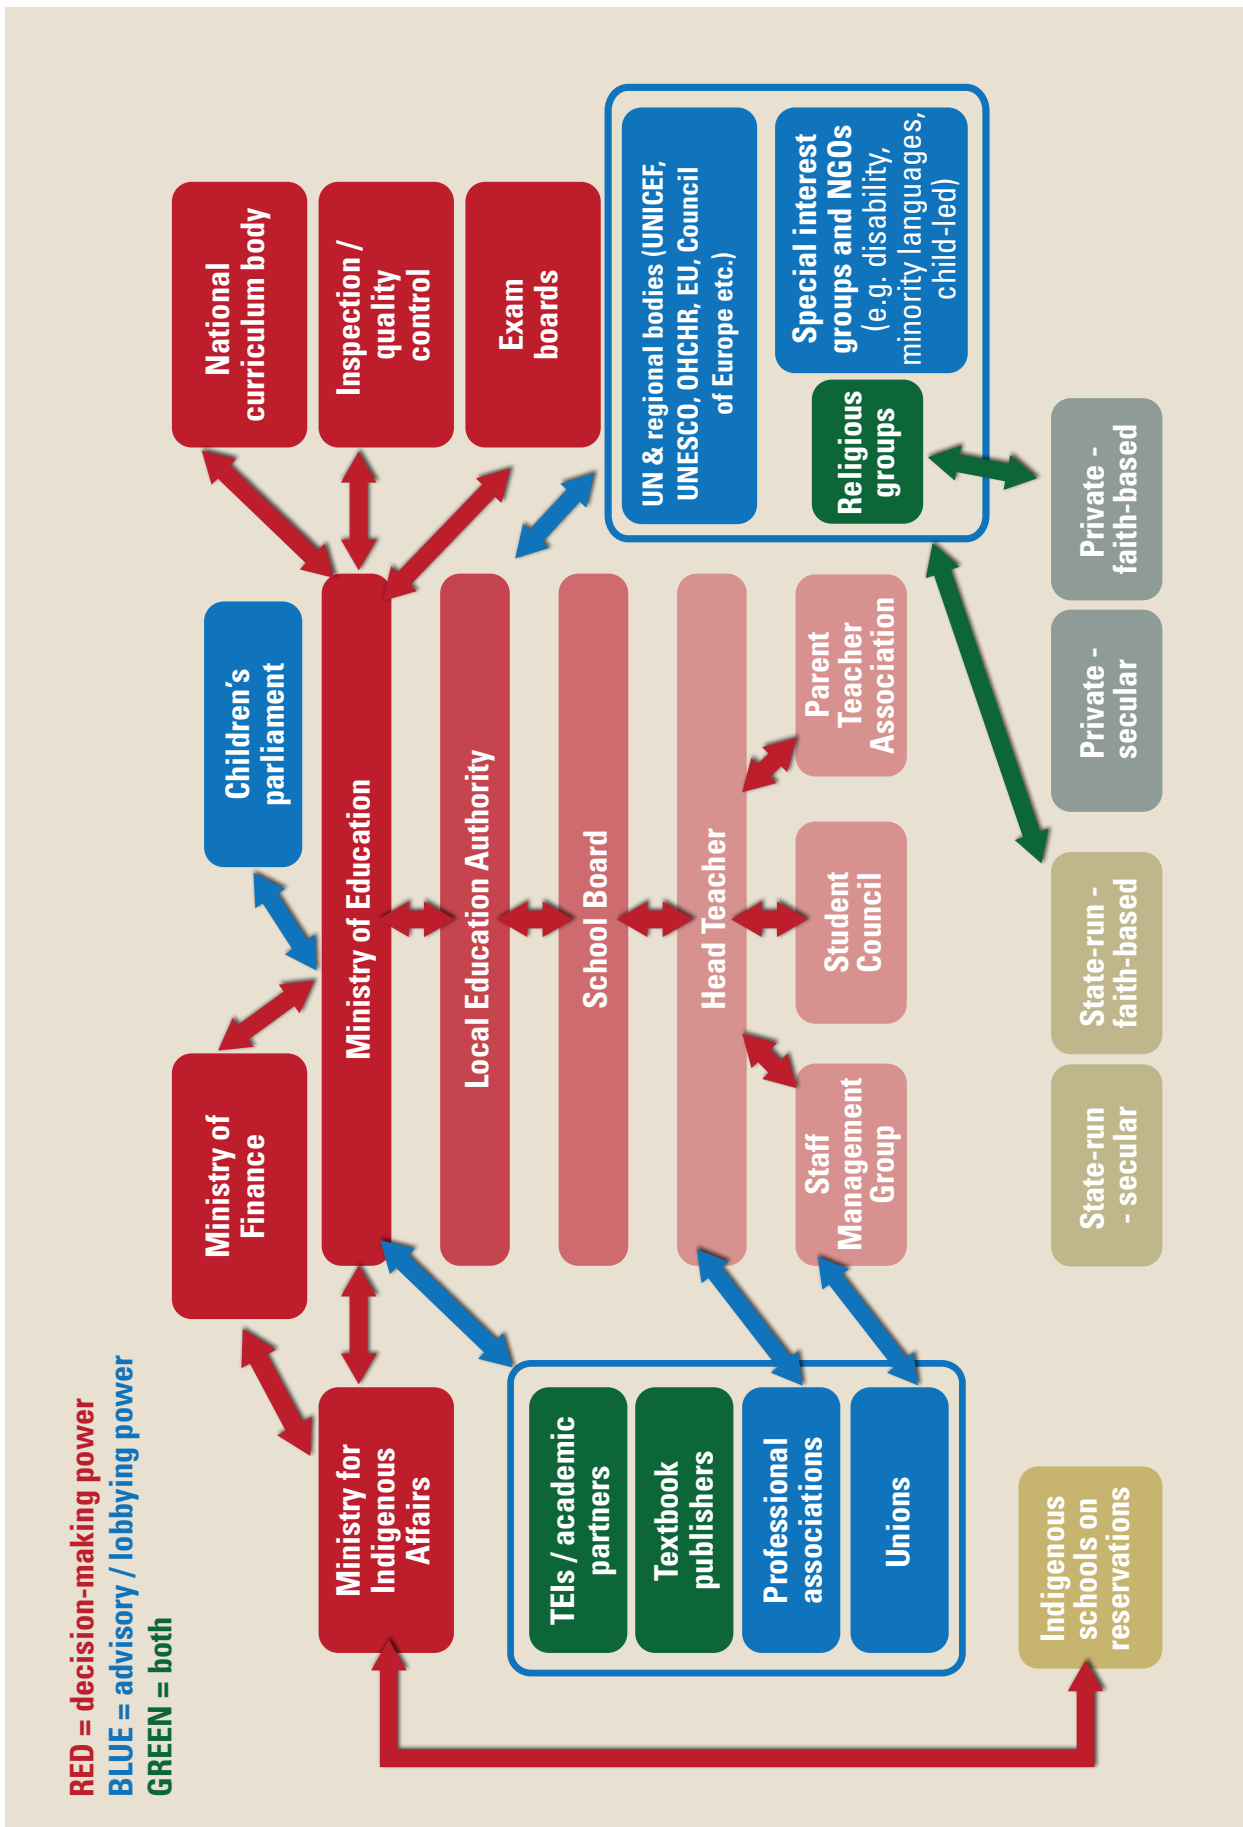 RED = decision-making power
BLUE = advisory / lobbying power
GREEN = both
Ministry of
Finance
Children's
parliament
National
curriculum body
Ministry for
Indigenous
Affairs
Ministry of Education
Inspection /
quality
control
Exam
boards
Local Education Authority
School Board
Head Teacher
Staff
Management
Group
Student
Council
Parent
Teacher
Association
TEIs / academic
partners
Textbook
publishers
Professional
associations
Unions
UN & regional bodies (UNICEF,
UNESCO, OHCHR, EU, Council
of Europe etc.)
Religious
groups
Special interest
groups and NGOs
(e.g. disability,
minority languages,
child-led)
Indigenous
schools on
reservations
State-run
- secular
State-run -
faith-based
Private -
secular
Private -
faith-based